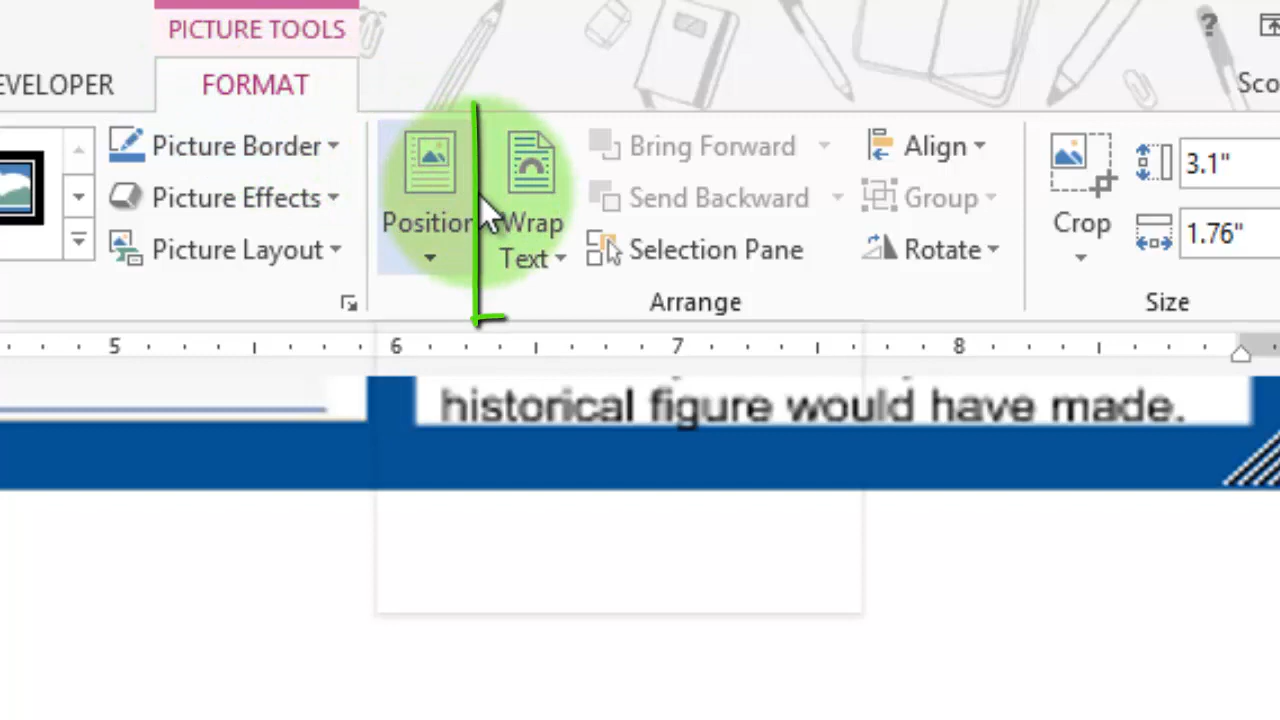 PICTURE TOOLS
?
EVELOPER FORMAT Sco
Picture Border
Picture Effects
Picture Layout
Position
Wrap
Text
Bring Forward
Send Backward
Selection Pane
Align
Group
Rotate
Arrange
Crop
3.1"
1.76"
Size
5 6 7 8
historical figure would have made.